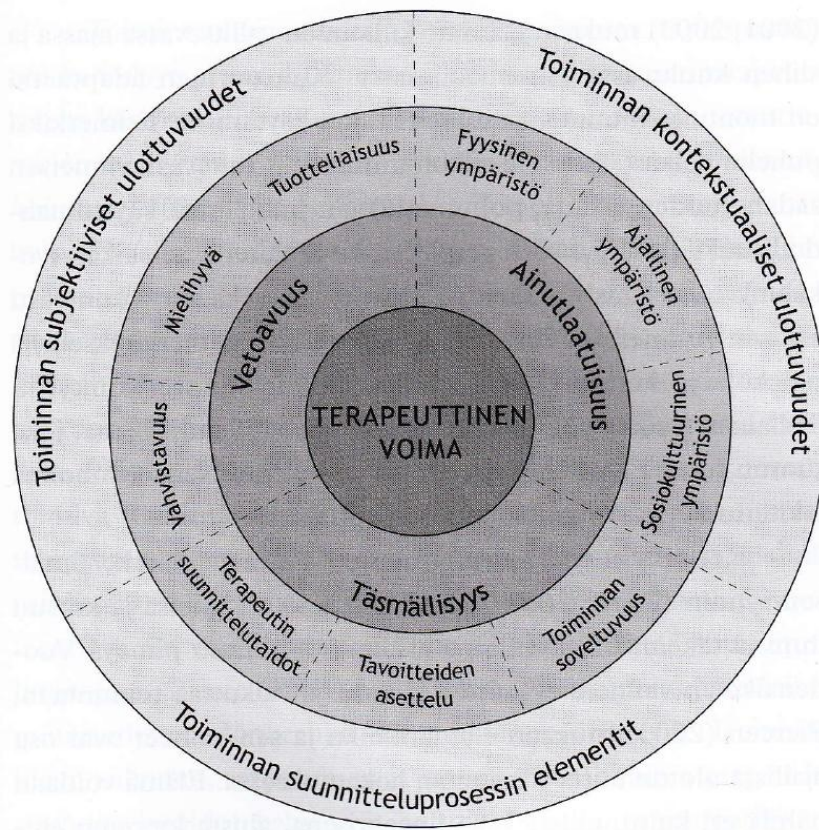 Toiminnan subjektiiviset ulottuvuudet
Toiminnan kontekstuaaliset ulottuvuudet
Tuotteliaisuus
Fyysinen
ympäristö
Mielihyvä
Ajallinen
ympäristö
Vetoavuus
Ainutlaatuisuus
TERAPEUTTINEN
VOIMA
Vahvistavuus
Sosiokulttuurinen
ympäristö
Täsmällisyys
Terapeutin
suunnittelutaidot
Tavoitteiden
asettelu
Toiminnan
soveltuvuus
Toiminnan suunnitteluprosessin elementit